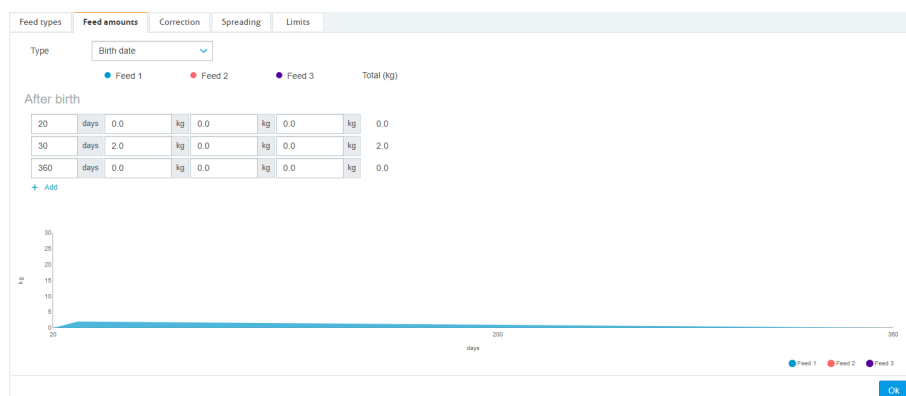 Feed types Feed amounts Correction Spreading Limits
Type Birth date
Feed 1 Feed 2 Feed 3 Total (kg)
After birth
20 days 0.0 kg 0.0 kg 0.0 kg 0.0
30 days 2.0 kg 0.0 kg 0.0 kg 2.0
360 days 0.0 kg 0.0 kg 0.0 kg 0.0
+ Add
30
25
20
kg
15
10
5
0
20 200 360
days
Feed 1 Feed 2 Feed 3
Ok